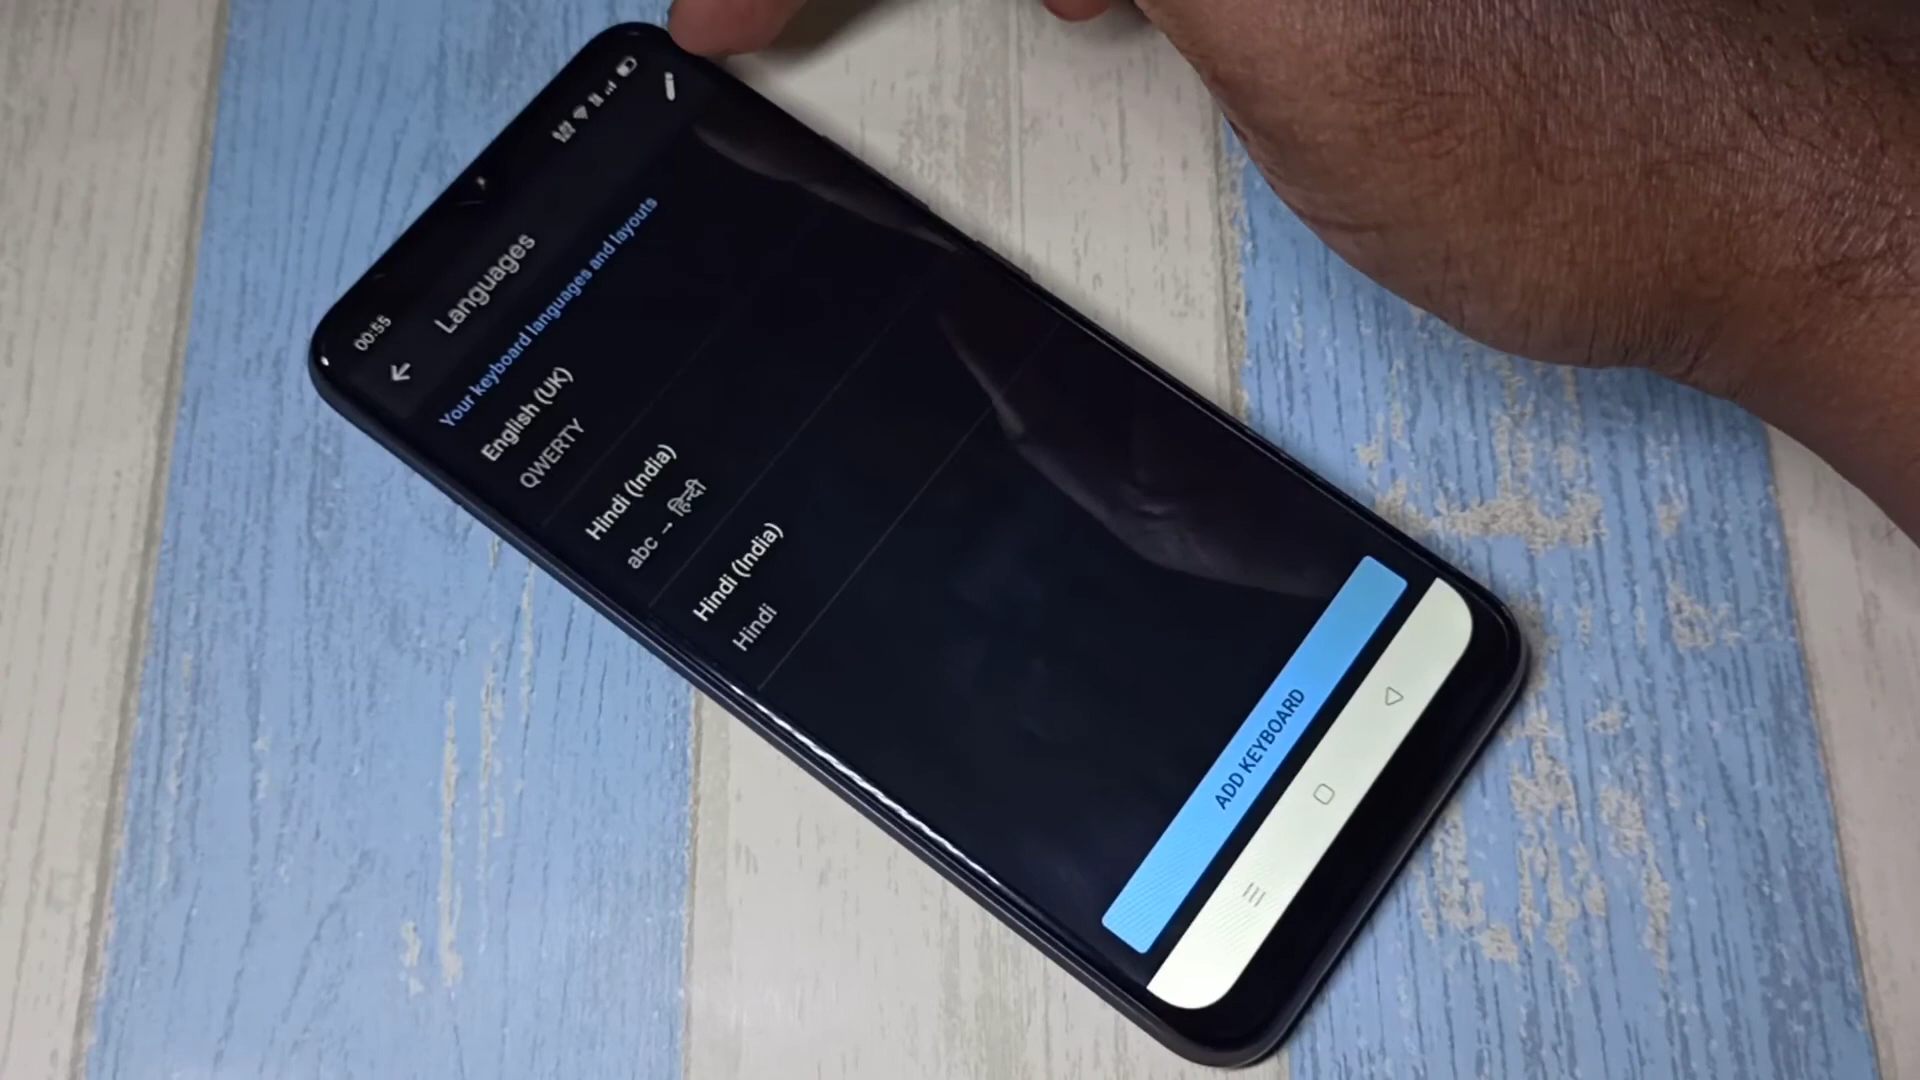 00:55
Languages
Your keyboard languages and layouts
English (UK)
QWERTY
Hindi (India)
abc → हिन्दी
Hindi (India)
Hindi
ADD KEYBOARD